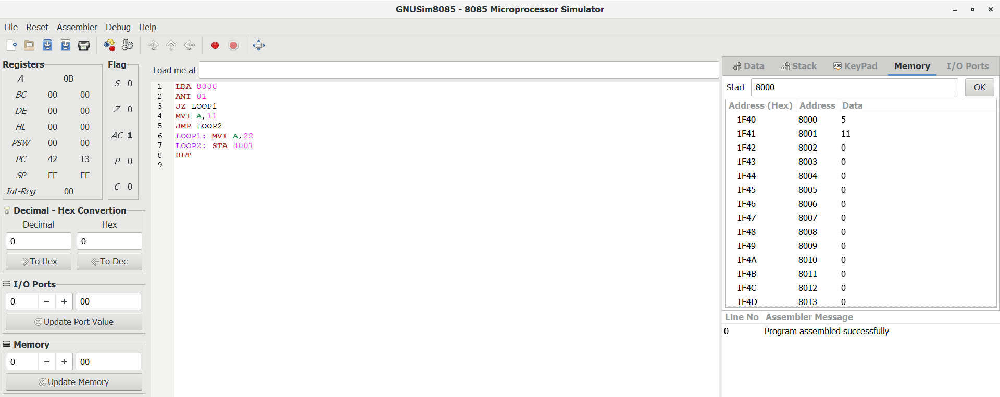 GNUSim8085 - 8085 Microprocessor Simulator
File Reset Assembler Debug Help
Registers
A 0B
BC 00 00
DE 00 00
HL 00 00
PSW 00 00
PC 42 13
SP FF FF
Int-Reg 00
Flag
S 0
Z 0
AC 1
P 0
C 0
Decimal - Hex Convertion
Decimal Hex
0 0
To Hex To Dec
I/O Ports
0 − + 00
Update Port Value
Memory
0 − + 00
Update Memory
Load me at
1 LDA 8000
2 ANI 01
3 JZ LOOP1
4 MVI A,11
5 JMP LOOP2
6 LOOP1: MVI A,22
7 LOOP2: STA 8001
8 HLT
9
Data Stack Abc KeyPad Memory I/O Ports
Start 8000 OK
Address (Hex) Address Data
1F40 8000 5
1F41 8001 11
1F42 8002 0
1F43 8003 0
1F44 8004 0
1F45 8005 0
1F46 8006 0
1F47 8007 0
1F48 8008 0
1F49 8009 0
1F4A 8010 0
1F4B 8011 0
1F4C 8012 0
1F4D 8013 0
Line No Assembler Message
0 Program assembled successfully